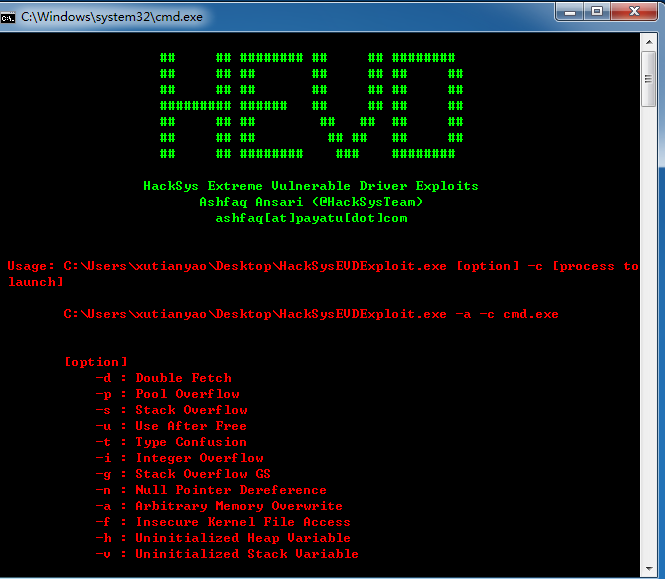 C:\Windows\system32\cmd.exe
HEVD
HackSys Extreme Vulnerable Driver Exploits
Ashfaq Ansari (@HackSysTeam)
ashfaq[at]payatu[dot]com
Usage: C:\Users\xutianyao\Desktop\HackSysEVDExploit.exe [option] -c [process to
launch]
C:\Users\xutianyao\Desktop\HackSysEVDExploit.exe -a -c cmd.exe
[option]
-d : Double Fetch
-p : Pool Overflow
-s : Stack Overflow
-u : Use After Free
-t : Type Confusion
-i : Integer Overflow
-g : Stack Overflow GS
-n : Null Pointer Dereference
-a : Arbitrary Memory Overwrite
-f : Insecure Kernel File Access
-h : Uninitialized Heap Variable
-v : Uninitialized Stack Variable